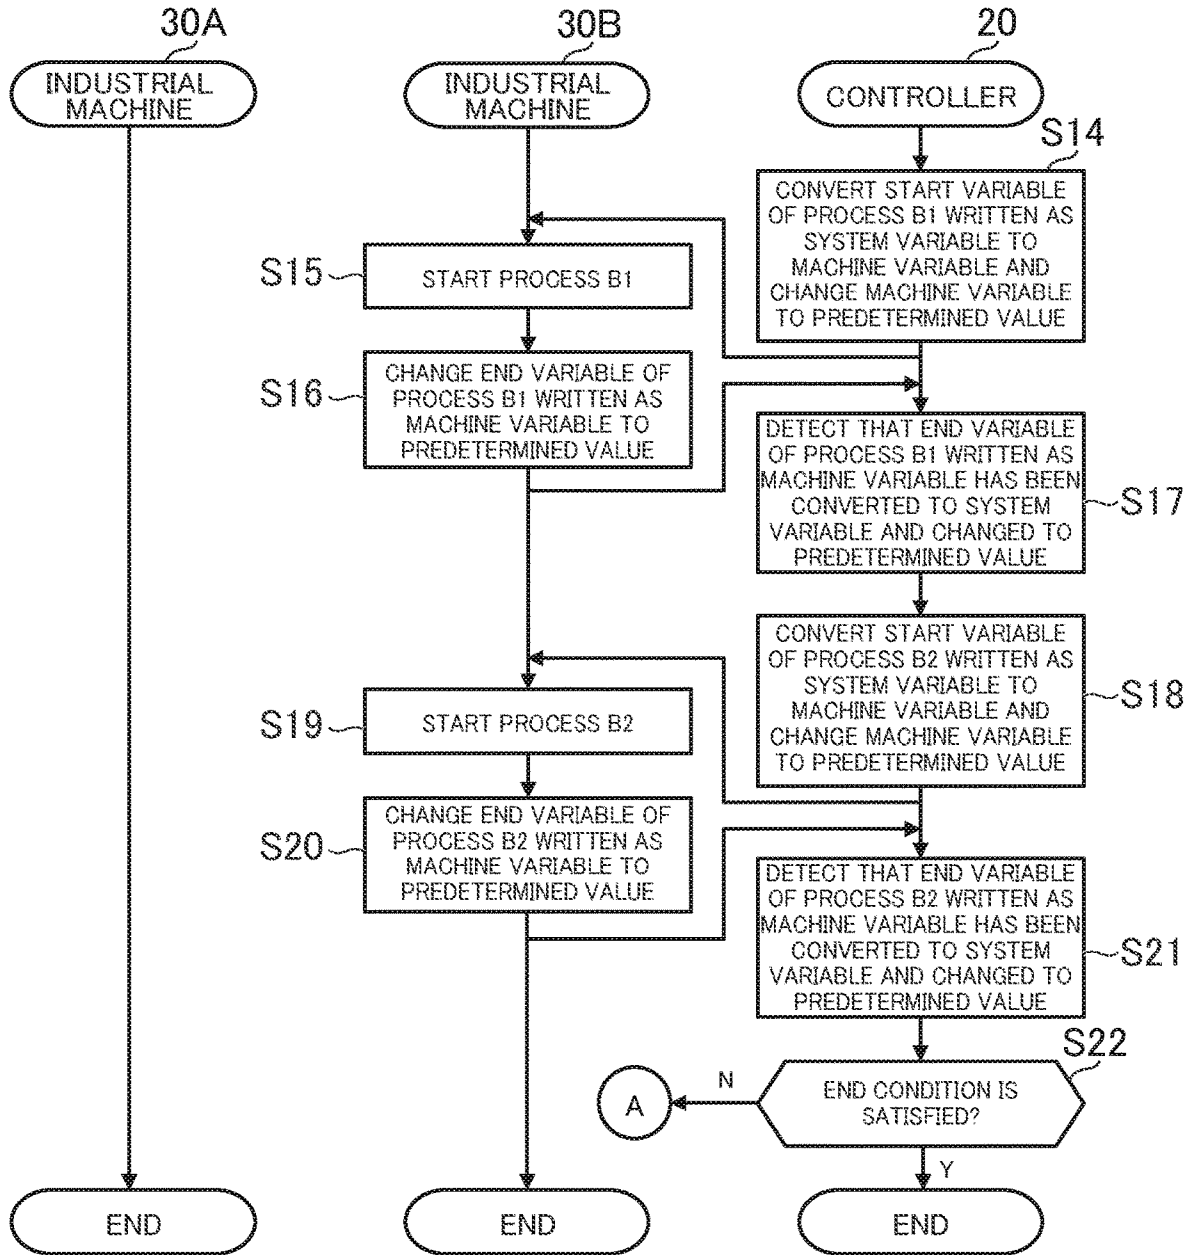 30A
30B
20
INDUSTRIAL
MACHINE
INDUSTRIAL
MACHINE
CONTROLLER
S14
CONVERT START VARIABLE
OF PROCESS B1 WRITTEN AS
SYSTEM VARIABLE TO
MACHINE VARIABLE AND
CHANGE MACHINE VARIABLE
TO PREDETERMINED VALUE
S15
START PROCESS B1
S16
CHANGE END VARIABLE OF
PROCESS B1 WRITTEN AS
MACHINE VARIABLE TO
PREDETERMINED VALUE
DETECT THAT END VARIABLE
OF PROCESS B1 WRITTEN AS
MACHINE VARIABLE HAS BEEN
CONVERTED TO SYSTEM
VARIABLE AND CHANGED TO
PREDETERMINED VALUE
S17
CONVERT START VARIABLE
OF PROCESS B2 WRITTEN AS
SYSTEM VARIABLE TO
MACHINE VARIABLE AND
CHANGE MACHINE VARIABLE
TO PREDETERMINED VALUE
S18
S19
START PROCESS B2
S20
CHANGE END VARIABLE OF
PROCESS B2 WRITTEN AS
MACHINE VARIABLE TO
PREDETERMINED VALUE
DETECT THAT END VARIABLE
OF PROCESS B2 WRITTEN AS
MACHINE VARIABLE HAS BEEN
CONVERTED TO SYSTEM
VARIABLE AND CHANGED TO
PREDETERMINED VALUE
S21
S22
END CONDITION IS
SATISFIED?
N
A
Y
END
END
END